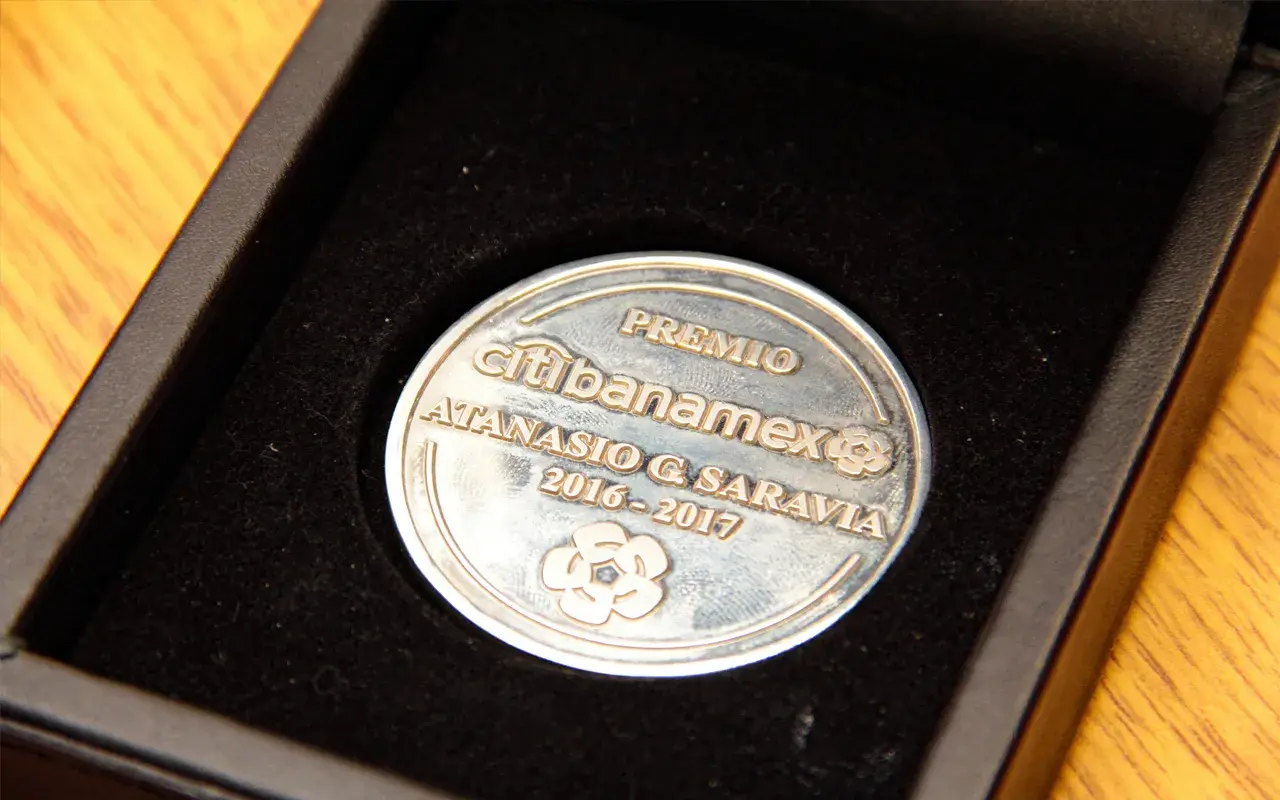 PREMIO
citibanamex
ATANASIO G. SARAVIA
2016 - 2017